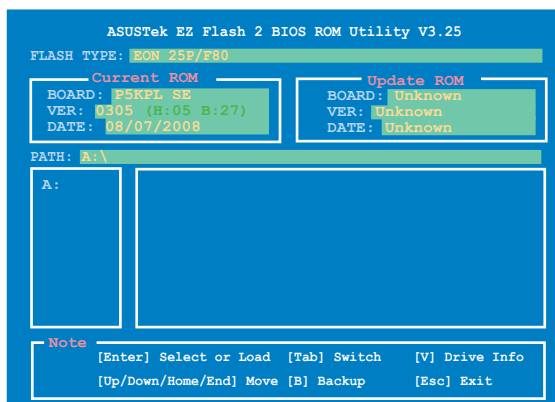 ASUSTek EZ Flash 2 BIOS ROM Utility V3.25
FLASH TYPE: EON 25P/F80
Current ROM
BOARD: P5KPL SE
VER: 0305 (H:05 B:27)
DATE: 08/07/2008
Update ROM
BOARD: Unknown
VER: Unknown
DATE: Unknown
PATH: A:\
A:
Note
[Enter] Select or Load [Tab] Switch [V] Drive Info
[Up/Down/Home/End] Move [B] Backup [Esc] Exit